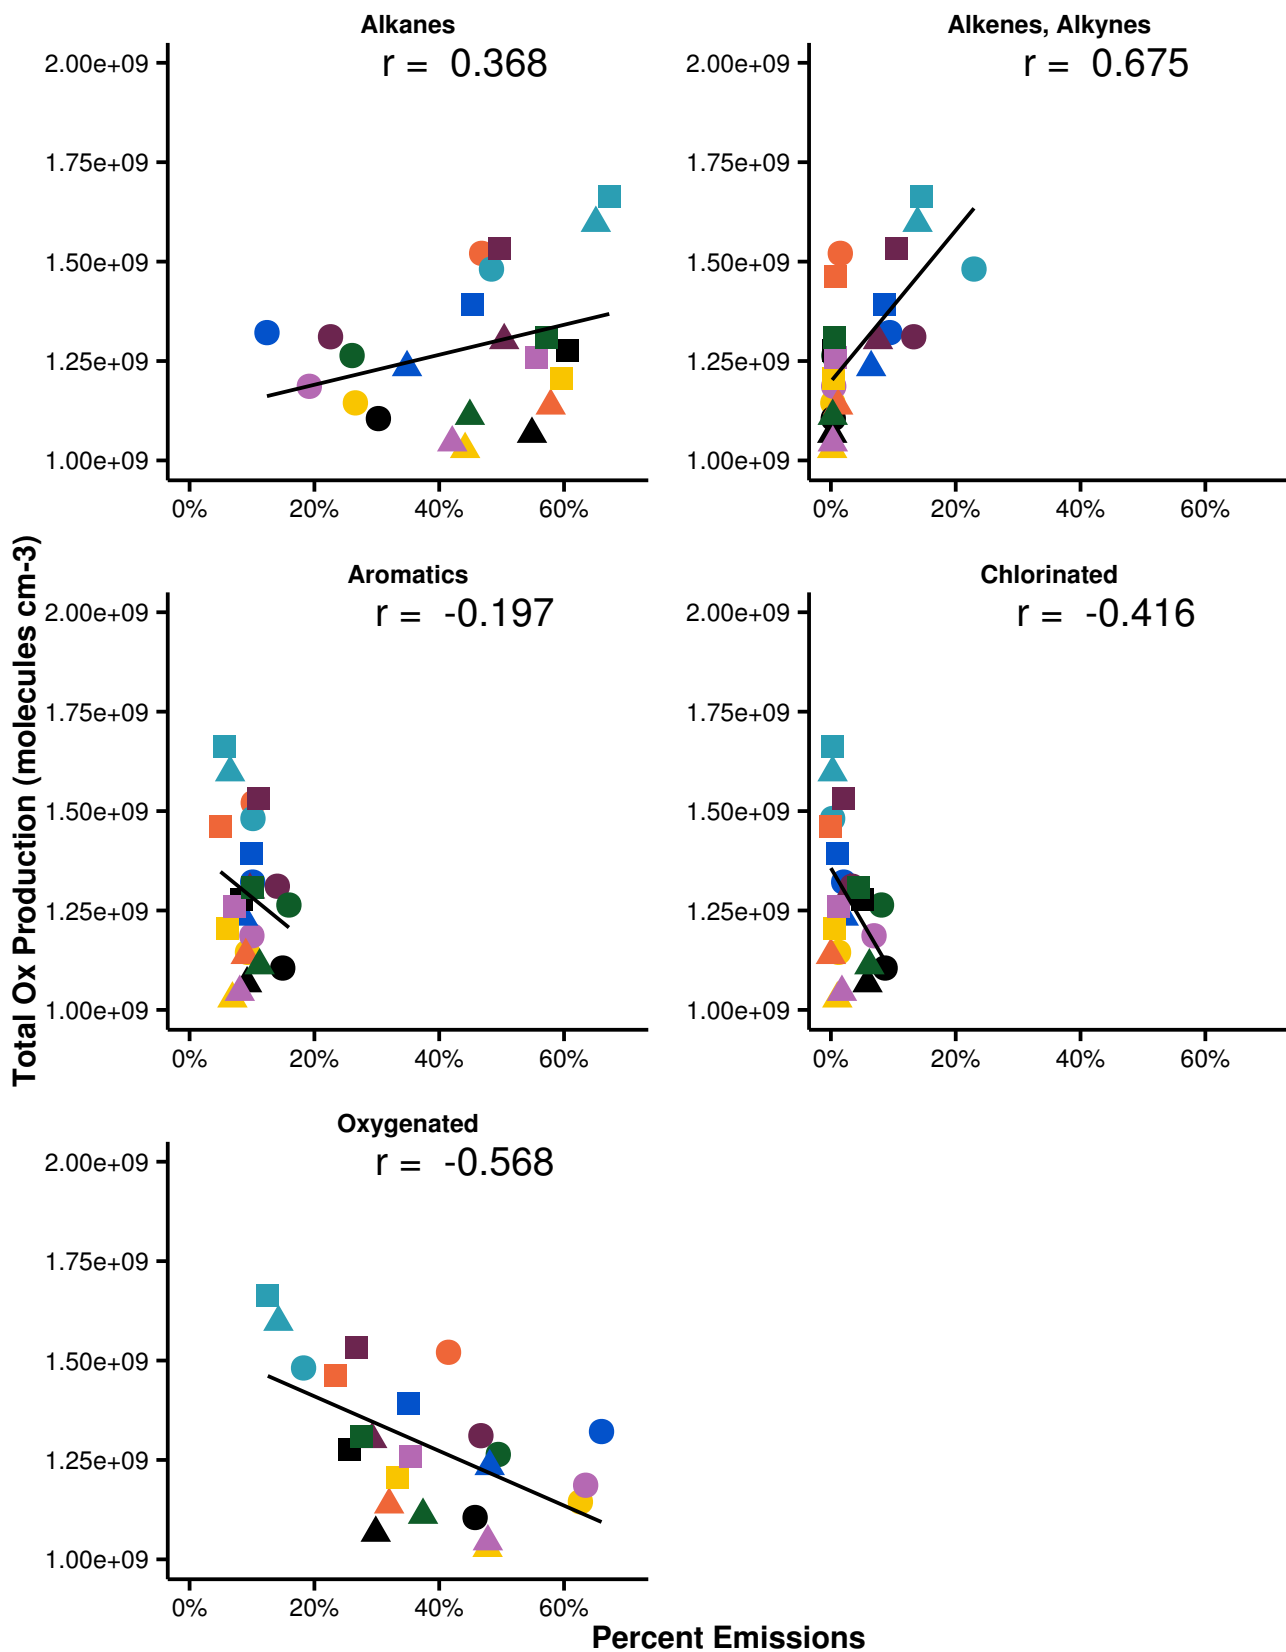 Alkanes
r = 0.368
2.00e+09
1.75e+09
1.50e+09
1.25e+09
1.00e+09
0% 20% 40% 60%
Alkenes, Alkynes
r = 0.675
2.00e+09
1.75e+09
1.50e+09
1.25e+09
1.00e+09
0% 20% 40% 60%
Total Ox Production (molecules cm-3)
Aromatics
r = -0.197
2.00e+09
1.75e+09
1.50e+09
1.25e+09
1.00e+09
0% 20% 40% 60%
Chlorinated
r = -0.416
2.00e+09
1.75e+09
1.50e+09
1.25e+09
1.00e+09
0% 20% 40% 60%
Oxygenated
r = -0.568
2.00e+09
1.75e+09
1.50e+09
1.25e+09
1.00e+09
0% 20% 40% 60%
Percent Emissions